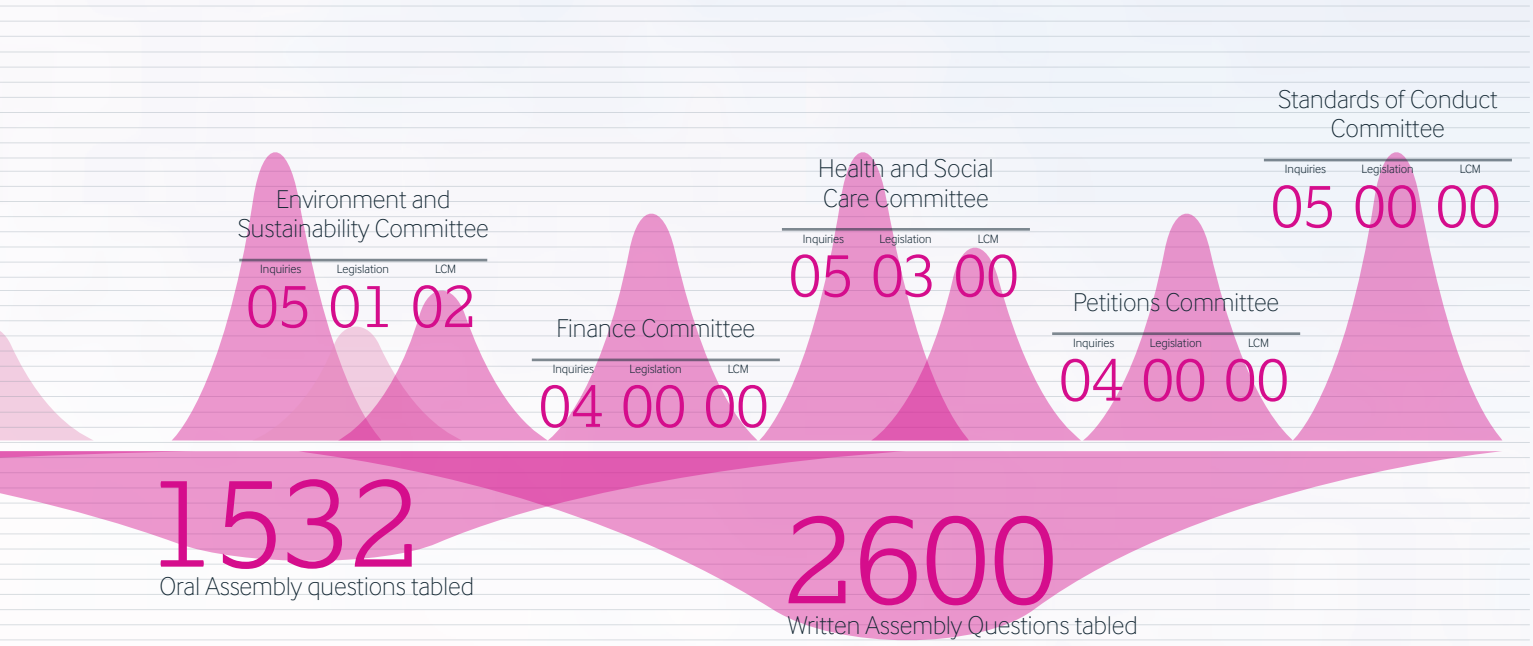 Environment and
Sustainability Committee
Inquiries Legislation LCM
05 01 02
Finance Committee
Inquiries Legislation LCM
04 00 00
Health and Social
Care Committee
Inquiries Legislation LCM
05 03 00
Petitions Committee
Inquiries Legislation LCM
04 00 00
Standards of Conduct
Committee
Inquiries Legislation LCM
05 00 00
1532
Oral Assembly questions tabled
2600
Written Assembly Questions tabled